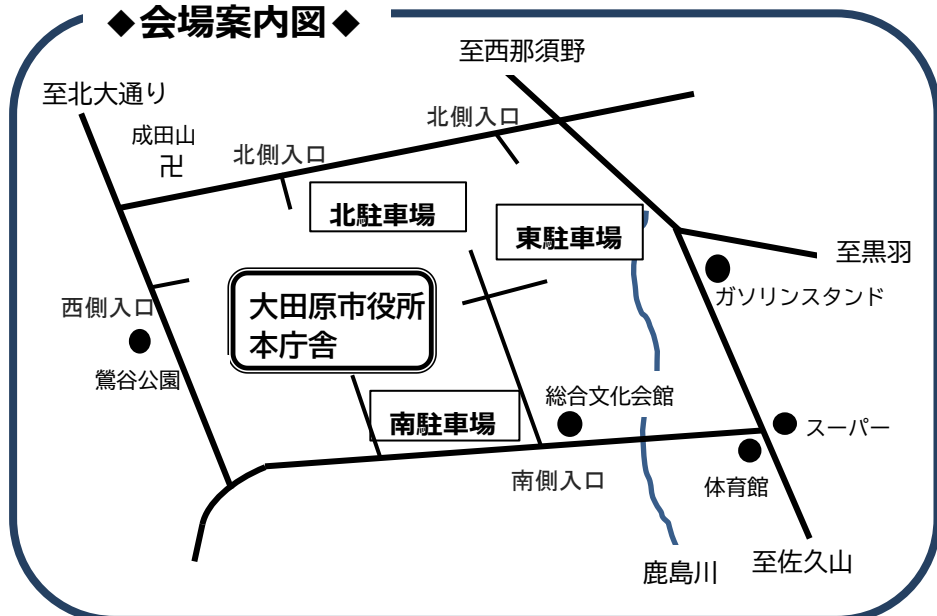 ◆会場案内図◆
至西那須野
至北大通り
北側入口
成田山
卍
北側入口
北駐車場
東駐車場
至黒羽
ガソリンスタンド
西側入口
大田原市役所
本庁舎
鶯谷公園
総合文化会館
南駐車場
スーパー
南側入口
体育館
鹿島川
至佐久山